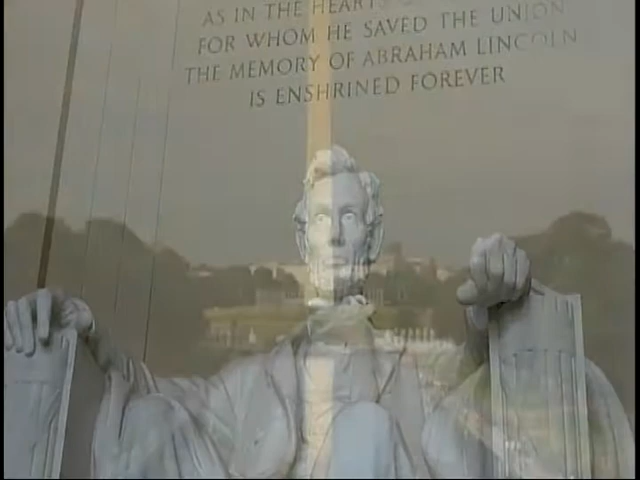 AS IN THE HEARTS O
FOR WHOM HE SAVED THE UNION
THE MEMORY OF ABRAHAM LINCOLN
IS ENSHRINED FOREVER